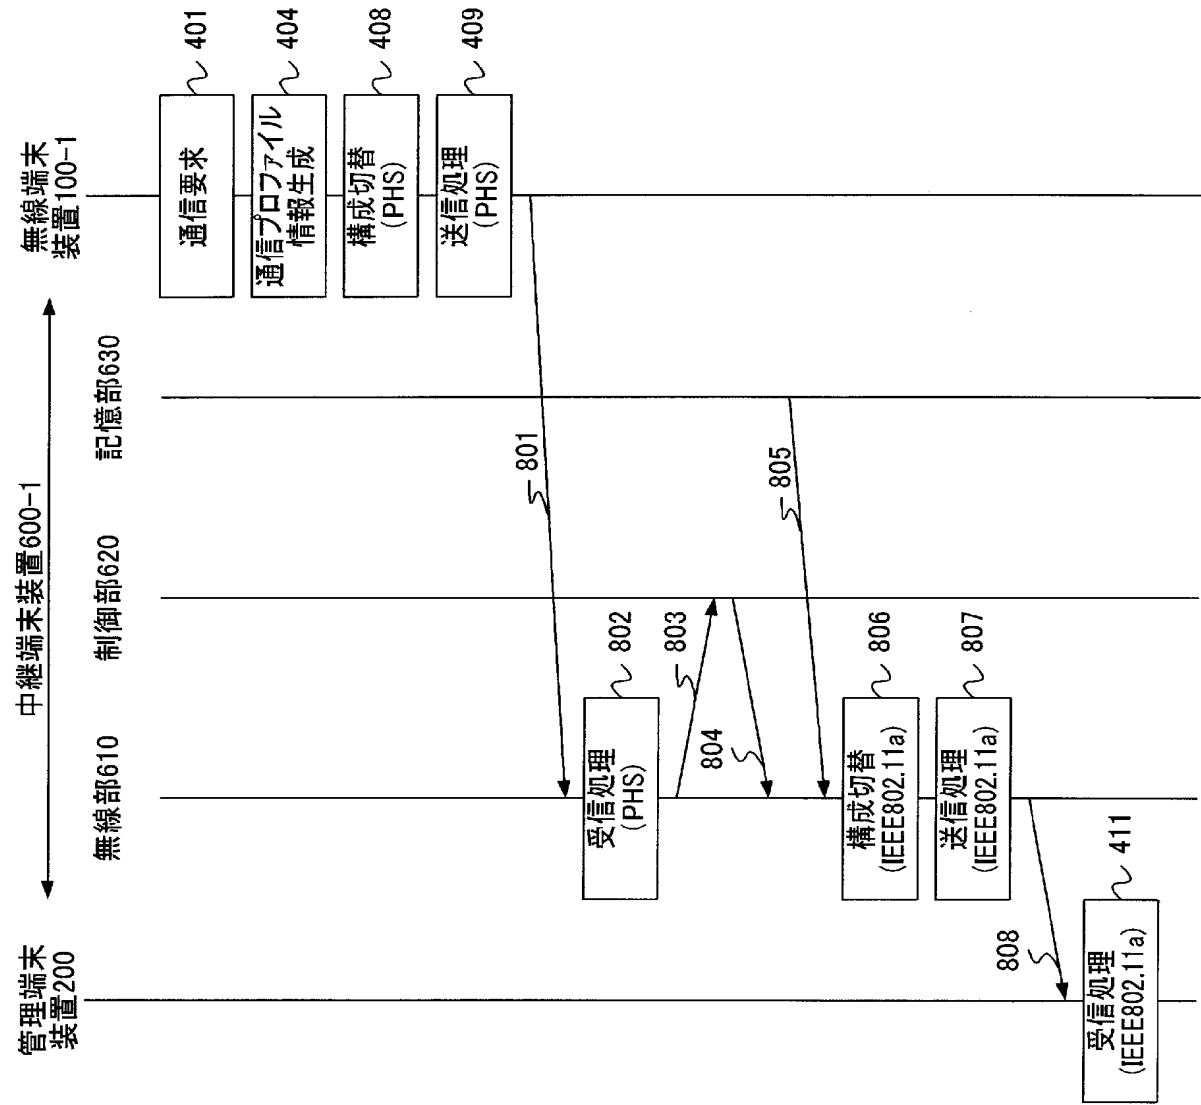 管理端末
装置200
中継端末装置600-1
無線部610
制御部620
記憶部630
無線端末
装置100-1
通信要求
401
通信プロファイル
情報生成
404
構成切替
(PHS)
408
送信処理
(PHS)
409
801
受信処理
(PHS)
802
803
804
805
構成切替
(IEEE802.11a)
806
送信処理
(IEEE802.11a)
807
808
受信処理
(IEEE802.11a)
411